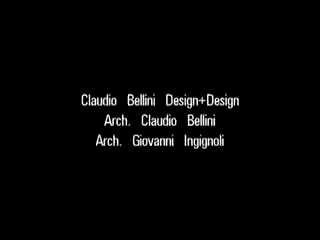 Claudio Bellini Design+Design
Arch. Claudio Bellini
Arch. Giovanni Ingignoli